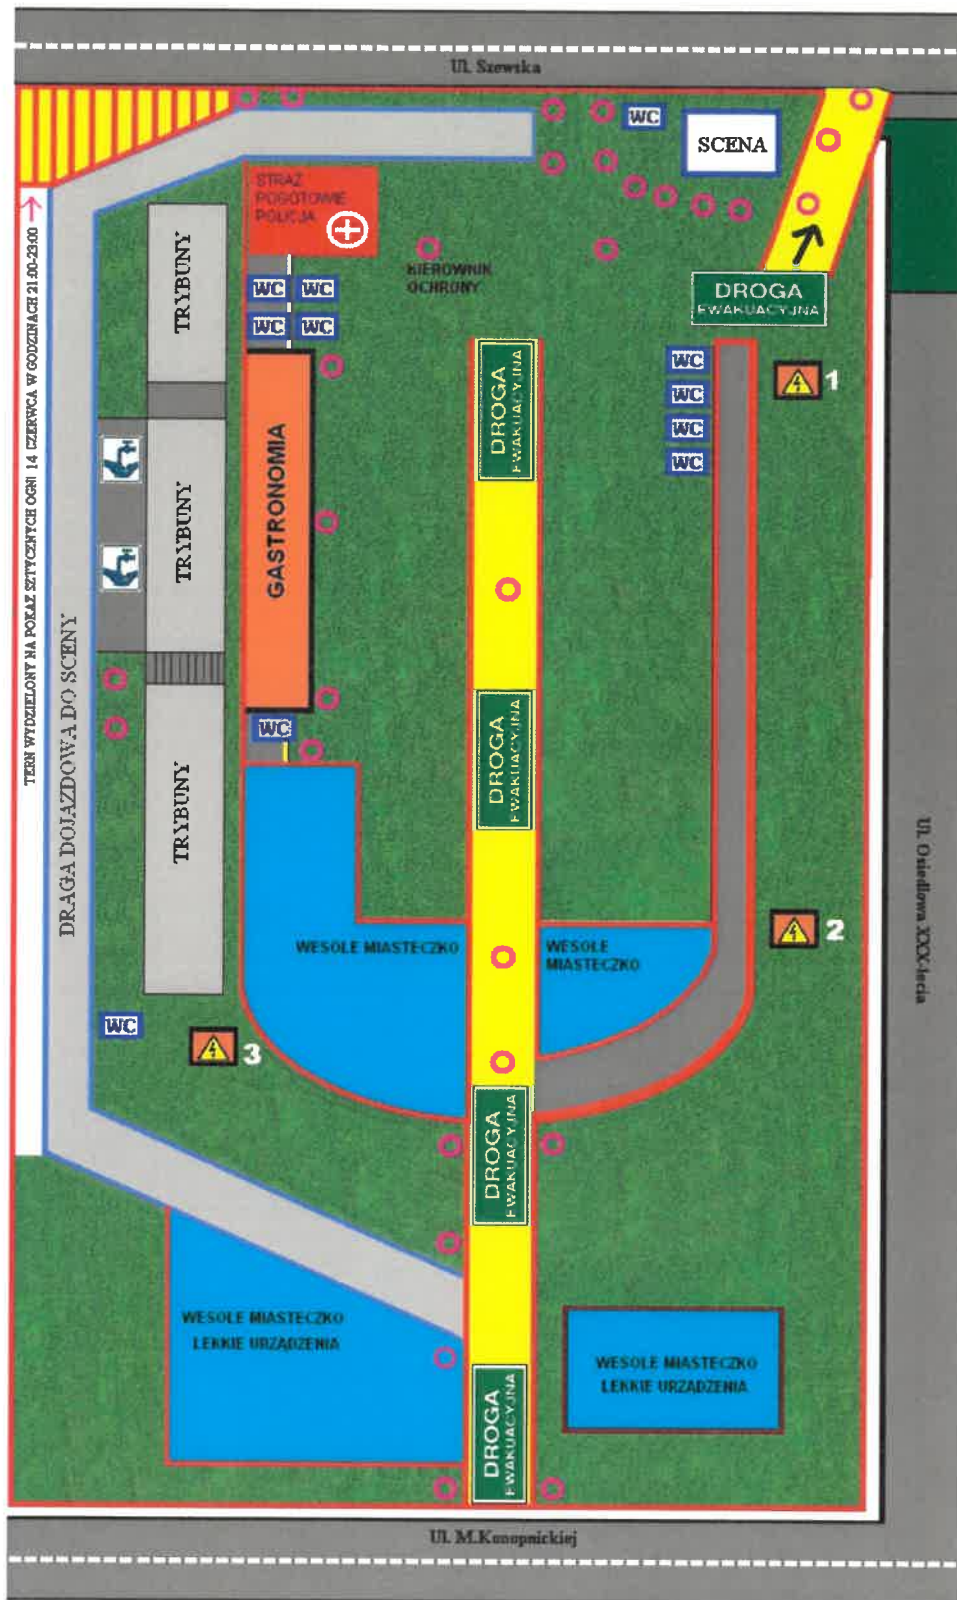 Ul. Szewska
WC
SCENA
STRAŻ
POGOTOWIE
POLICJA
KIEROWNIK
OCHRONY
DROGA
EWAKUACYJNA
WC WC
WC WC
TRYBUNY
TERN WYDZIELONY NA POKAZ SZTYCZNYCH OGNI 14 CZERWCA W GODZINACH 21:00-23:00
DROGA
EWAKUACYJNA
WC
WC
WC
WC
1
GASTRONOMIA
TRYBUNY
DRAGA DOJAZDOWA DO SCENY
WC
DROGA
EWAKUACYJNA
TRYBUNY
Ul. Osiedlowa XXX-lecia
WESOŁE MIASTECZKO
WESOŁE
MIASTECZKO
2
WC
3
DROGA
EWAKUACYJNA
WESOŁE MIASTECZKO
LEKKIE URZĄDZENIA
WESOŁE MIASTECZKO
LEKKIE URZADZENIA
DROGA
EWAKUACYJNA
Ul. M.Konopnickiej